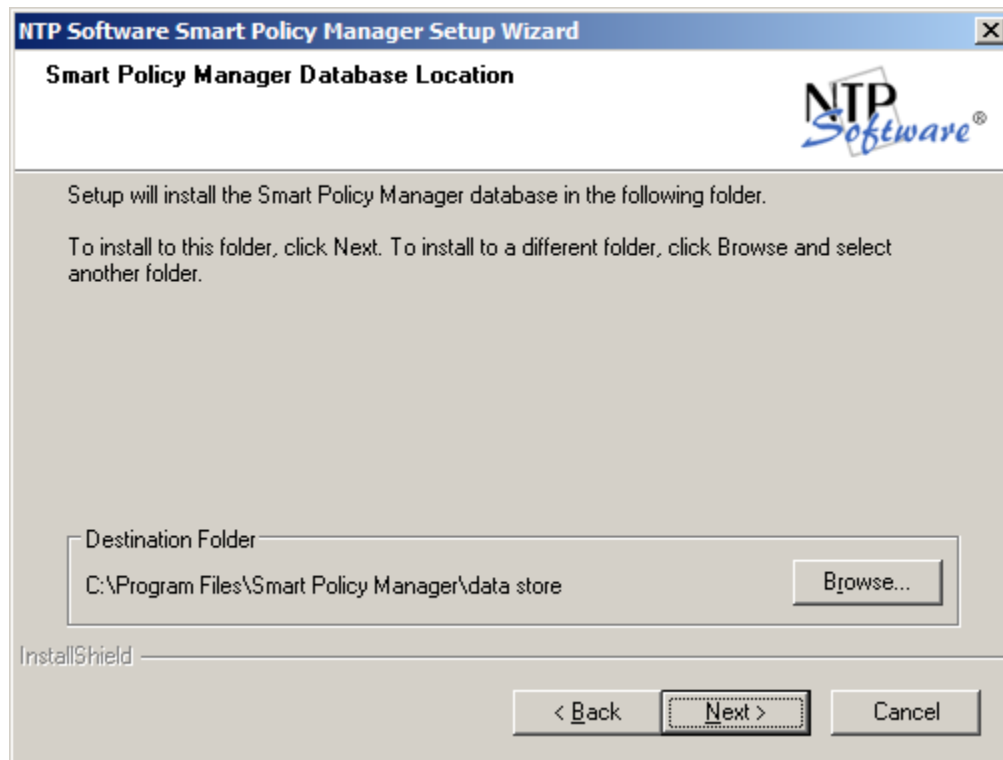 NTP Software Smart Policy Manager Setup Wizard
Smart Policy Manager Database Location
NTP
Software®
Setup will install the Smart Policy Manager database in the following folder.
To install to this folder, click Next. To install to a different folder, click Browse and select
another folder.
Destination Folder
C:\Program Files\Smart Policy Manager\data store
Browse...
InstallShield
< Back
Next >
Cancel